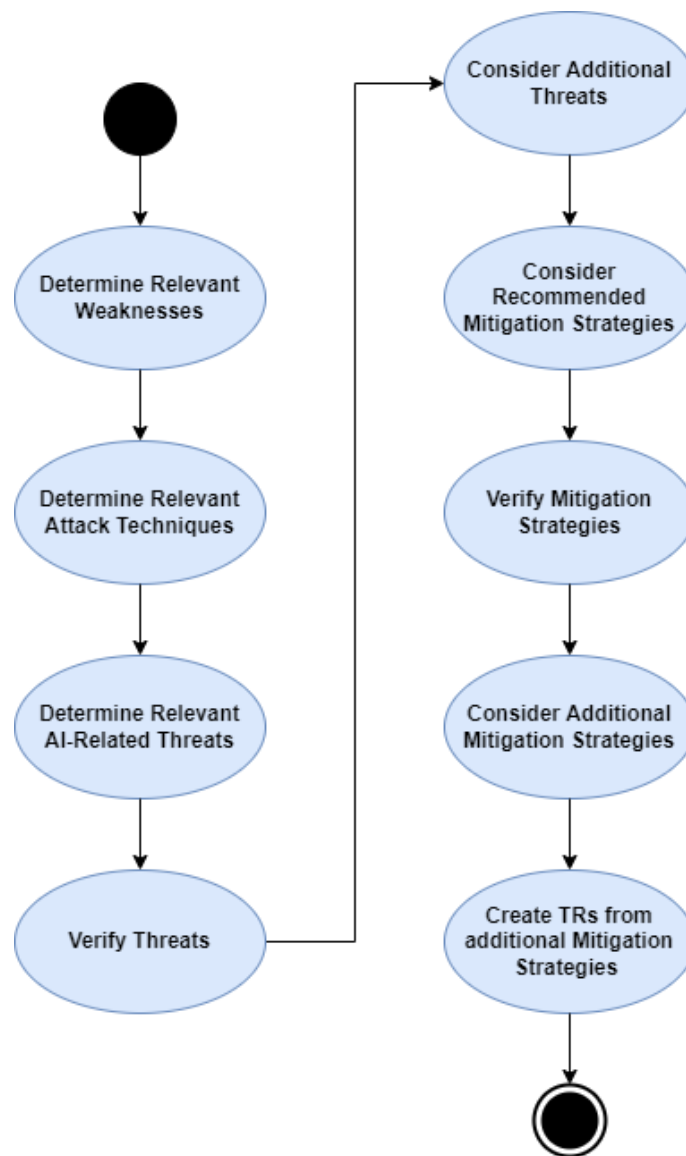 Determine Relevant
Weaknesses
Determine Relevant
Attack Techniques
Determine Relevant
AI-Related Threats
Verify Threats
Consider Additional
Threats
Consider
Recommended
Mitigation Strategies
Verify Mitigation
Strategies
Consider Additional
Mitigation Strategies
Create TRs from
additional Mitigation
Strategies